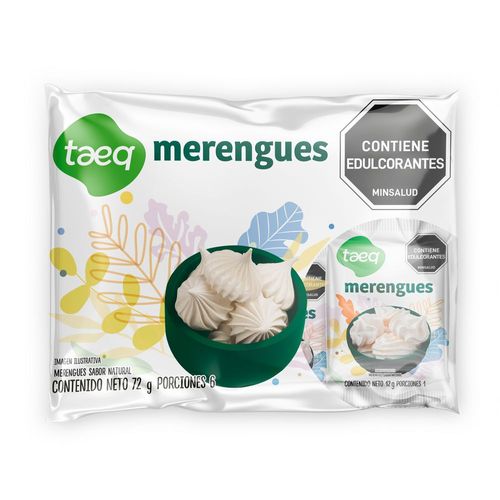 taeq
merengues
CONTIENE
EDULCORANTES
MINSALUD
taeq
CONTIENE
EDULCORANTES
MINSALUD
merengues
IMAGEN ILUSTRATIVA
MERENGUES SABOR NATURAL
CONTENIDO NETO 72 g PORCIONES 6
CONTENIDO NETO 12 g PORCIONES 1